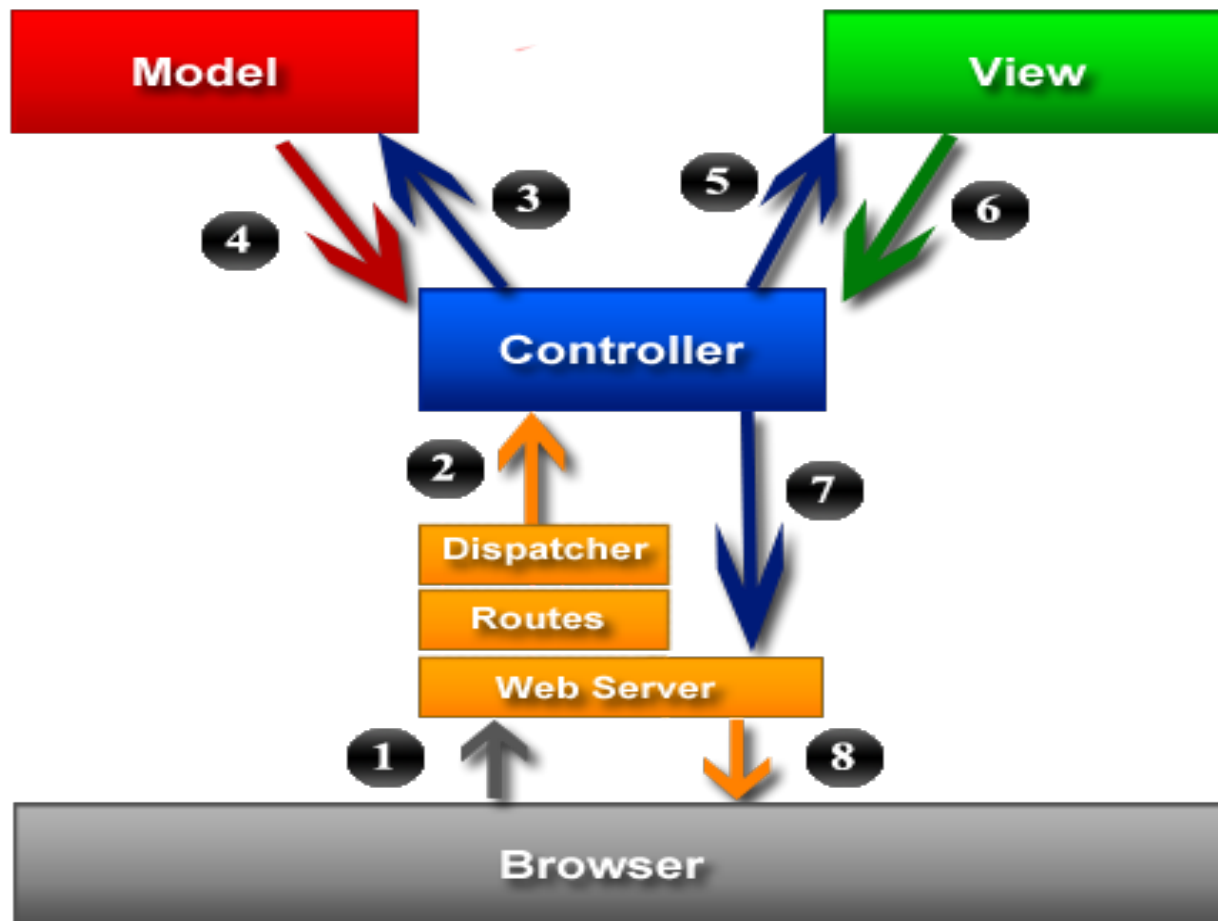 Model
View
3
5
4
6
Controller
2
7
Dispatcher
Routes
Web Server
1
8
Browser